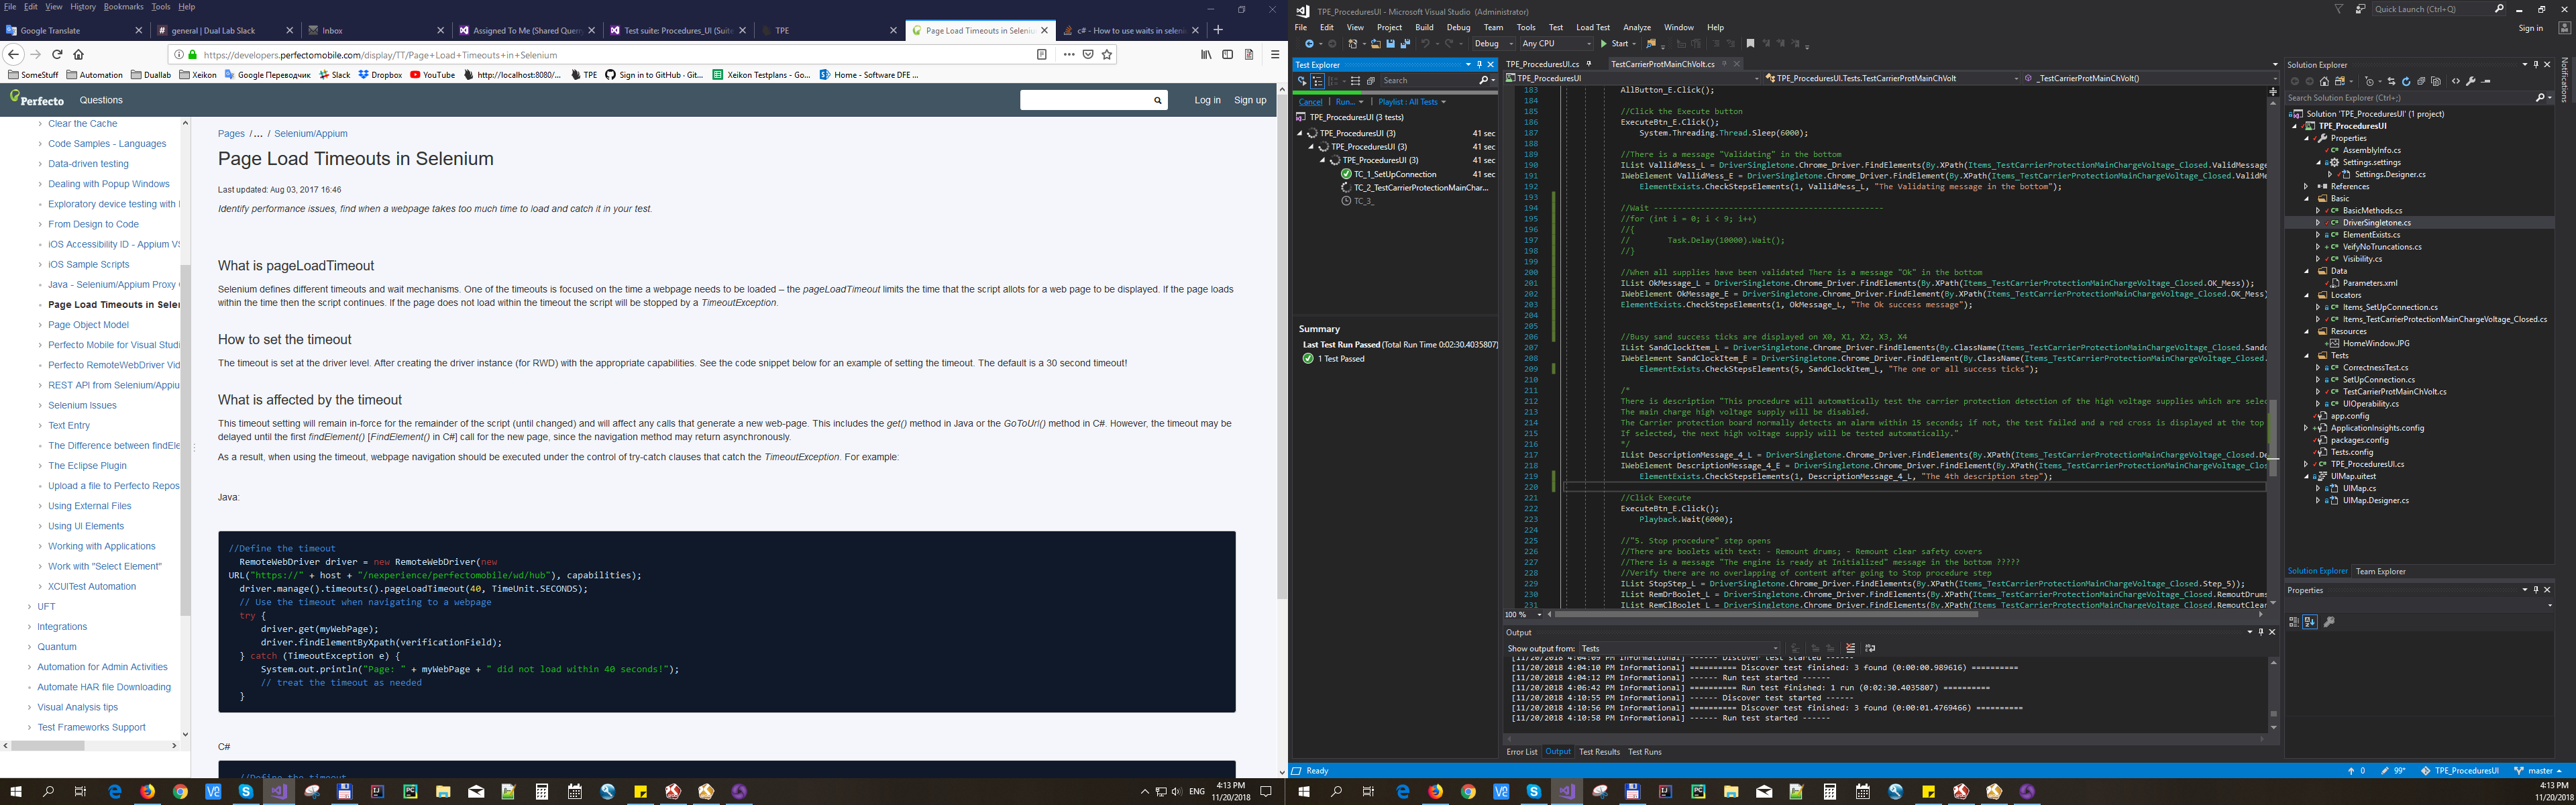 File Edit View History Bookmarks Tools Help
Google Translate
general | Dual Lab Slack
Inbox
Assigned To Me (Shared Query
Test suite: Procedures_UI (Suite
TPE
Page Load Timeouts in Seleniu
c# - How to use waits in seleni
https://developers.perfectomobile.com/display/TT/Page+Load+Timeouts+in+Selenium
SomeStuff Automation Duallab Xeikon Google Переводчик Slack Dropbox YouTube http://localhost:8080/... TPE Sign in to GitHub · Git... Xeikon Testplans - Go... Home - Software DFE ...
Perfecto Questions Log in Sign up
Clear the Cache
Code Samples - Languages
Data-driven testing
Dealing with Popup Windows
Exploratory device testing with
From Design to Code
iOS Accessibility ID - Appium VS
iOS Sample Scripts
Java - Selenium/Appium Proxy
Page Load Timeouts in Selen
Page Object Model
Perfecto Mobile for Visual Studi
Perfecto RemoteWebDriver Vid
REST API from Selenium/Appiu
Selenium Issues
Text Entry
The Difference between findEle
The Eclipse Plugin
Upload a file to Perfecto Repos
Using External Files
Using UI Elements
Working with Applications
Work with "Select Element"
XCUITest Automation
UFT
Integrations
Quantum
Automation for Admin Activities
Automate HAR file Downloading
Visual Analysis tips
Test Frameworks Support
Pages /… / Selenium/Appium
Page Load Timeouts in Selenium
Last updated: Aug 03, 2017 16:46
Identify performance issues, find when a webpage takes too much time to load and catch it in your test.
What is pageLoadTimeout
Selenium defines different timeouts and wait mechanisms. One of the timeouts is focused on the time a webpage needs to be loaded – the pageLoadTimeout limits the time that the script allots for a web page to be displayed. If the page loads
within the time then the script continues. If the page does not load within the timeout the script will be stopped by a TimeoutException.
How to set the timeout
The timeout is set at the driver level. After creating the driver instance (for RWD) with the appropriate capabilities. See the code snippet below for an example of setting the timeout. The default is a 30 second timeout!
What is affected by the timeout
This timeout setting will remain in-force for the remainder of the script (until changed) and will affect any calls that generate a new web-page. This includes the get() method in Java or the GoToUrl() method in C#. However, the timeout may be
delayed until the first findElement() [FindElement() in C#] call for the new page, since the navigation method may return asynchronously.
As a result, when using the timeout, webpage navigation should be executed under the control of try-catch clauses that catch the TimeoutException. For example:
Java:
//Define the timeout
RemoteWebDriver driver = new RemoteWebDriver(new
URL("https://" + host + "/nexperience/perfectomobile/wd/hub"), capabilities);
driver.manage().timeouts().pageLoadTimeout(40, TimeUnit.SECONDS);
// Use the timeout when navigating to a webpage
try {
driver.get(myWebPage);
driver.findElementByXpath(verificationField);
} catch (TimeoutException e) {
System.out.println("Page: " + myWebPage + " did not load within 40 seconds!");
// treat the timeout as needed
}
C#
//Define the timeout
ENG
4:13 PM
11/20/2018
TPE_ProceduresUI - Microsoft Visual Studio (Administrator)
Quick Launch (Ctrl+Q)
File Edit View Project Build Debug Team Tools Test Load Test Analyze Window Help
Sign in
Debug Any CPU Start
Test Explorer
Search
Cancel | Run... | Playlist : All Tests
TPE_ProceduresUI (3 tests)
TPE_ProceduresUI (3) 41 sec
TPE_ProceduresUI (3) 41 sec
TPE_ProceduresUI (3) 41 sec
TC_1_SetUpConnection 41 sec
TC_2_TestCarrierProtectionMainChar...
TC_3_
Summary
Last Test Run Passed (Total Run Time 0:02:30.4035807)
1 Test Passed
TPE_ProceduresUI.cs TestCarrierProtMainChVolt.cs
TPE_ProceduresUI TPE_ProceduresUI.Tests.TestCarrierProtMainChVolt _TestCarrierProtMainChVolt()
183 AllButton_E.Click();
184
185 //Click the Execute button
186 ExecuteBtn_E.Click();
187 System.Threading.Thread.Sleep(6000);
188
189 //There is a message "Validating" in the bottom
190 IList VallidMess_L = DriverSingletone.Chrome_Driver.FindElements(By.XPath(Items_TestCarrierProtectionMainChargeVoltage_Closed.ValidMessage
191 IWebElement VallidMess_E = DriverSingletone.Chrome_Driver.FindElement(By.XPath(Items_TestCarrierProtectionMainChargeVoltage_Closed.ValidMe
192 ElementExists.CheckStepsElements(1, VallidMess_L, "The Validating message in the bottom");
193
194 //Wait -------------------------------------------------
195 //for (int i = 0; i < 9; i++)
196 //{
197 // Task.Delay(10000).Wait();
198 //}
199
200 //When all supplies have been validated There is a message "Ok" in the bottom
201 IList OkMessage_L = DriverSingletone.Chrome_Driver.FindElements(By.XPath(Items_TestCarrierProtectionMainChargeVoltage_Closed.OK_Mess));
202 IWebElement OkMessage_E = DriverSingletone.Chrome_Driver.FindElement(By.XPath(Items_TestCarrierProtectionMainChargeVoltage_Closed.OK_Mess)
203 ElementExists.CheckStepsElements(1, OkMessage_L, "The Ok success message");
204
205
206 //Busy sand success ticks are displayed on X0, X1, X2, X3, X4
207 IList SandClockItem_L = DriverSingletone.Chrome_Driver.FindElements(By.ClassName(Items_TestCarrierProtectionMainChargeVoltage_Closed.Sandc
208 IWebElement SandClockItem_E = DriverSingletone.Chrome_Driver.FindElement(By.ClassName(Items_TestCarrierProtectionMainChargeVoltage_Closed.
209 ElementExists.CheckStepsElements(5, SandClockItem_L, "The one or all success ticks");
210
211 /*
212 There is description "This procedure will automatically test the carrier protection detection of the high voltage supplies which are selec
213 The main charge high voltage supply will be disabled.
214 The Carrier protection board normally detects an alarm within 15 seconds; if not, the test failed and a red cross is displayed at the top
215 If selected, the next high voltage supply will be tested automatically."
216 */
217 IList DescriptionMessage_4_L = DriverSingletone.Chrome_Driver.FindElements(By.XPath(Items_TestCarrierProtectionMainChargeVoltage_Closed.De
218 IWebElement DescriptionMessage_4_E = DriverSingletone.Chrome_Driver.FindElement(By.XPath(Items_TestCarrierProtectionMainChargeVoltage_Clos
219 ElementExists.CheckStepsElements(1, DescriptionMessage_4_L, "The 4th description step");
220
221 //Click Execute
222 ExecuteBtn_E.Click();
223 Playback.Wait(6000);
224
225 //"5. Stop procedure" step opens
226 //There are boolets with text: - Remount drums; - Remount clear safety covers
227 //There is a message "The engine is ready at Initialized" message in the bottom ?????
228 //Verify there are no overlapping of content after going to Stop procedure step
229 IList StopStep_L = DriverSingletone.Chrome_Driver.FindElements(By.XPath(Items_TestCarrierProtectionMainChargeVoltage_Closed.Step_5));
230 IList RemDrBoolet_L = DriverSingletone.Chrome_Driver.FindElements(By.XPath(Items_TestCarrierProtectionMainChargeVoltage_Closed.RemoutDrums
231 IList RemClBoolet_L = DriverSingletone.Chrome_Driver.FindElements(By.XPath(Items_TestCarrierProtectionMainChargeVoltage_Closed.RemoutClear
100 %
Output
Show output from: Tests
[11/20/2018 4:04:09 PM Informational] ------ Discover test started ------
[11/20/2018 4:04:10 PM Informational] ========== Discover test finished: 3 found (0:00:00.989616) ==========
[11/20/2018 4:04:12 PM Informational] ------ Run test started ------
[11/20/2018 4:06:42 PM Informational] ========== Run test finished: 1 run (0:02:30.4035807) ==========
[11/20/2018 4:10:55 PM Informational] ------ Discover test started ------
[11/20/2018 4:10:56 PM Informational] ========== Discover test finished: 3 found (0:00:01.4769466) ==========
[11/20/2018 4:10:58 PM Informational] ------ Run test started ------
Error List Output Test Results Test Runs
Solution Explorer
Search Solution Explorer (Ctrl+;)
Solution 'TPE_ProceduresUI' (1 project)
TPE_ProceduresUI
Properties
AssemblyInfo.cs
Settings.settings
Settings.Designer.cs
References
Basic
BasicMethods.cs
DriverSingletone.cs
ElementExists.cs
VeifyNoTruncations.cs
Visibility.cs
Data
Parameters.xml
Locators
Items_SetUpConnection.cs
Items_TestCarrierProtectionMainChargeVoltage_Closed.cs
Resources
HomeWindow.JPG
Tests
CorrectnessTest.cs
SetUpConnection.cs
TestCarrierProtMainChVolt.cs
UIOperability.cs
app.config
ApplicationInsights.config
packages.config
Tests.config
TPE_ProceduresUI.cs
UIMap.uitest
UIMap.cs
UIMap.Designer.cs
Solution Explorer Team Explorer
Properties
Notifications
Ready
0 99* TPE_ProceduresUI master
4:13 PM
11/20/2018